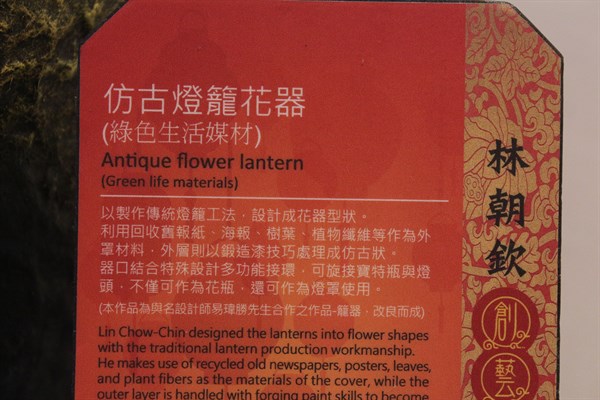 仿古燈籠花器
(綠色生活媒材)
Antique flower lantern
(Green life materials)
以製作傳統燈籠工法，設計成花器型狀。
利用回收舊報紙、海報、樹葉、植物纖維等作為外
罩材料，外層則以鍛造漆技巧處理成仿古狀。
器口結合特殊設計多功能接環，可旋接寶特瓶與燈
頭，不僅可作為花瓶，還可作為燈罩使用。
(本作品為與名設計師易瑋勝先生合作之作品-龍器，改良而成)
Lin Chow-Chin designed the lanterns into flower shapes
with the traditional lantern production workmanship.
He makes use of recycled old newspapers, posters, leaves,
and plant fibers as the materials of the cover, while the
outer layer is handled with forging paint skills to become
林朝欽
創藝